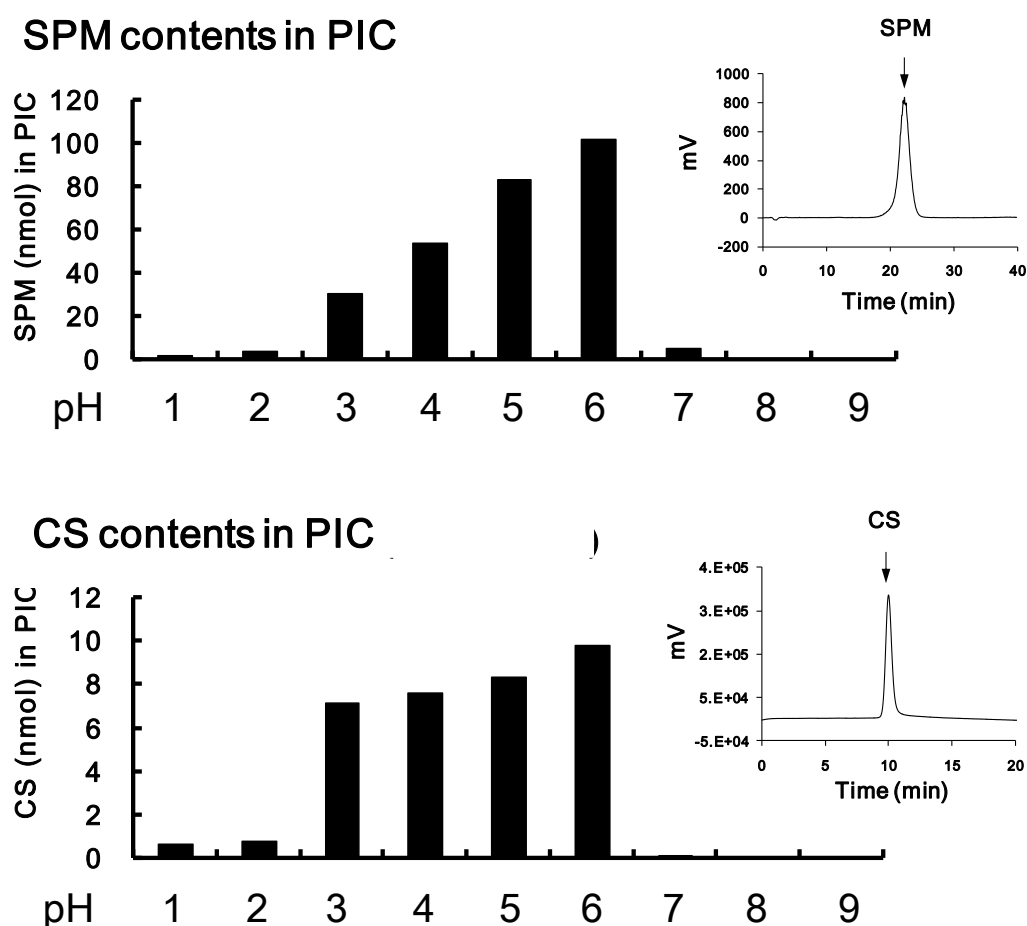 SPM contents in PIC
SPM (nmol) in PIC
120
100
80
60
40
20
0
pH 1 2 3 4 5 6 7 8 9
SPM
mV
1000
800
600
400
200
0
-200
0 10 20 30 40
Time (min)
CS contents in PIC )
CS (nmol) in PIC
12
10
8
6
4
2
0
pH 1 2 3 4 5 6 7 8 9
CS
mV
4.E+05
3.E+05
2.E+05
5.E+04
-5.E+04
0 5 10 15 20
Time (min)